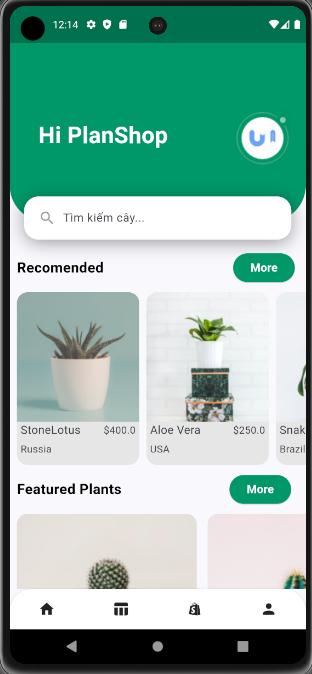 12:14
Hi PlanShop
Tìm kiếm cây...
Recomended
More
StoneLotus $400.0
Russia
Aloe Vera $250.0
USA
Snak
Brazil
Featured Plants
More